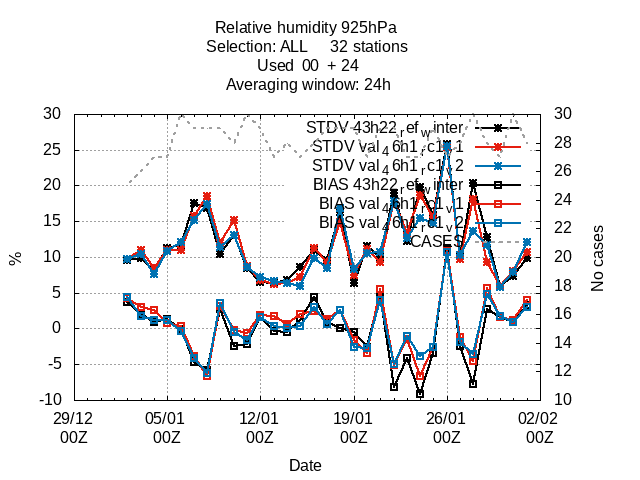 Relative humidity 925hPa
Selection: ALL     32 stations
Used  00  + 24
Averaging window: 24h
30 30
STDV 43h22_ref_winter
28
25 STDV val_46h1_rc1_v1
STDV val_46h1_rc1_v2
26
20 BIAS 43h22_ref_winter
24
BIAS val_46h1_rc1_v1
15 BIAS val_46h1_rc1_v2
22
CASES
10 20
% No cases
5 18
16
0
14
-5
12
-10 10
29/12 05/01 12/01 19/01 26/01 02/02
00Z 00Z 00Z 00Z 00Z 00Z
Date